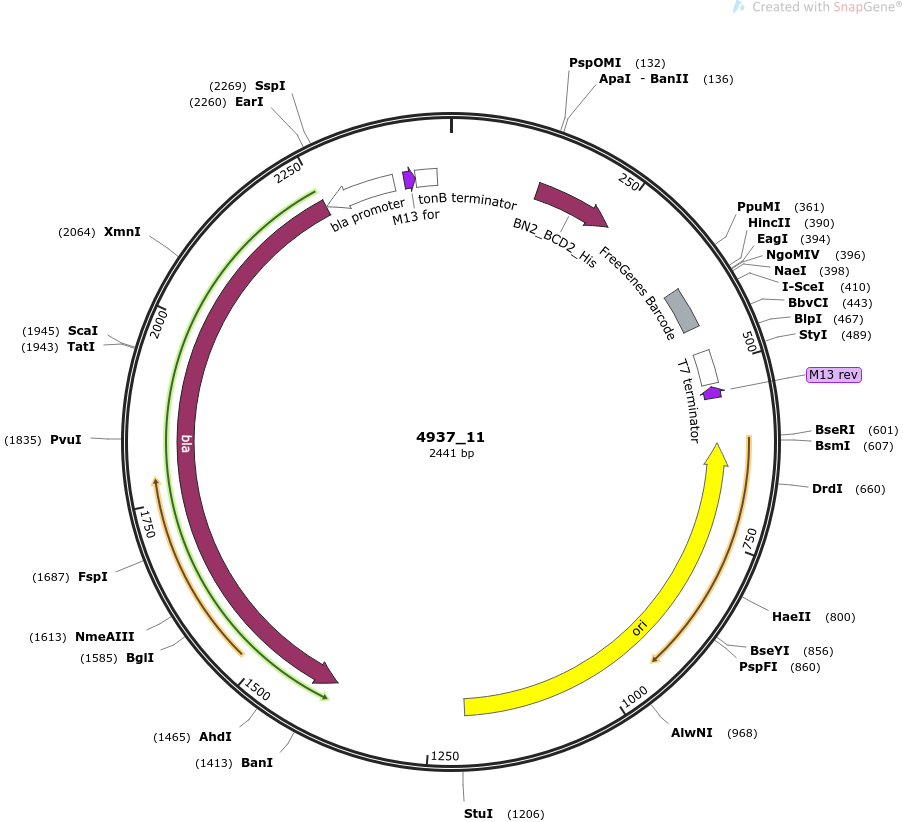 Created with SnapGene®
PspOMI (132)
ApaI - BanII (136)
(2269) SspI
(2260) EarI
2250
250
bla promoter
M13 for
tonB terminator
BN2_BCD2_His
FreeGenes Barcode
PpuMI (361)
HincII (390)
EagI (394)
NgoMIV (396)
NaeI (398)
I-SceI (410)
BbvCI (443)
BlpI (467)
StyI (489)
(2064) XmnI
2000
500
(1945) ScaI
(1943) TatI
T7 terminator
M13 rev
(1835) PvuI
bla
4937_11
2441 bp
BseRI (601)
BsmI (607)
DrdI (660)
1750
750
(1687) FspI
HaeII (800)
(1613) NmeAIII
(1585) BglI
ori
BseYI (856)
PspFI (860)
1500
1000
(1465) AhdI
AlwNI (968)
(1413) BanI
1250
StuI (1206)